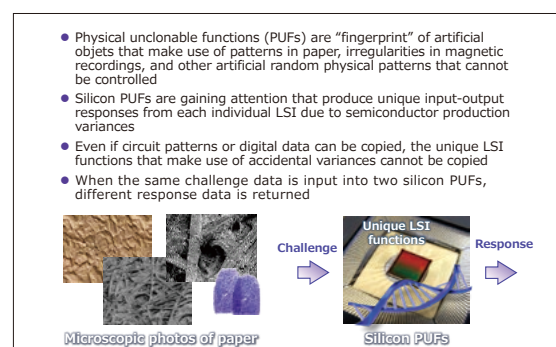 ● Physical unclonable functions (PUFs) are “fingerprint” of artificial
objets that make use of patterns in paper, irregularities in magnetic
recordings, and other artificial random physical patterns that cannot
be controlled
● Silicon PUFs are gaining attention that produce unique input-output
responses from each individual LSI due to semiconductor production
variances
● Even if circuit patterns or digital data can be copied, the unique LSI
functions that make use of accidental variances cannot be copied
● When the same challenge data is input into two silicon PUFs,
different response data is returned
Unique LSI
functions
Challenge
Response
Microscopic photos of paper
Silicon PUFs